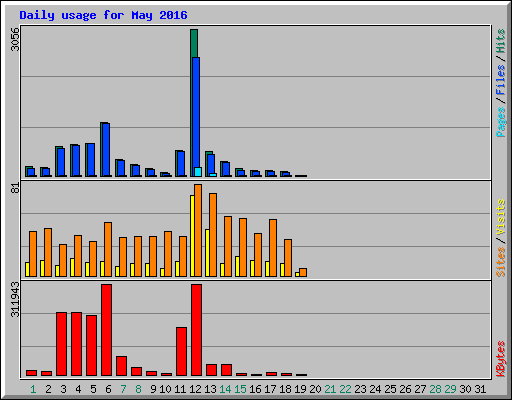 Daily usage for May 2016
3056
Pages / Files / Hits
81
Sites / Visits
311943
KBytes
1 2 3 4 5 6 7 8 9 10 11 12 13 14 15 16 17 18 19 20 21 22 23 24 25 26 27 28 29 30 31